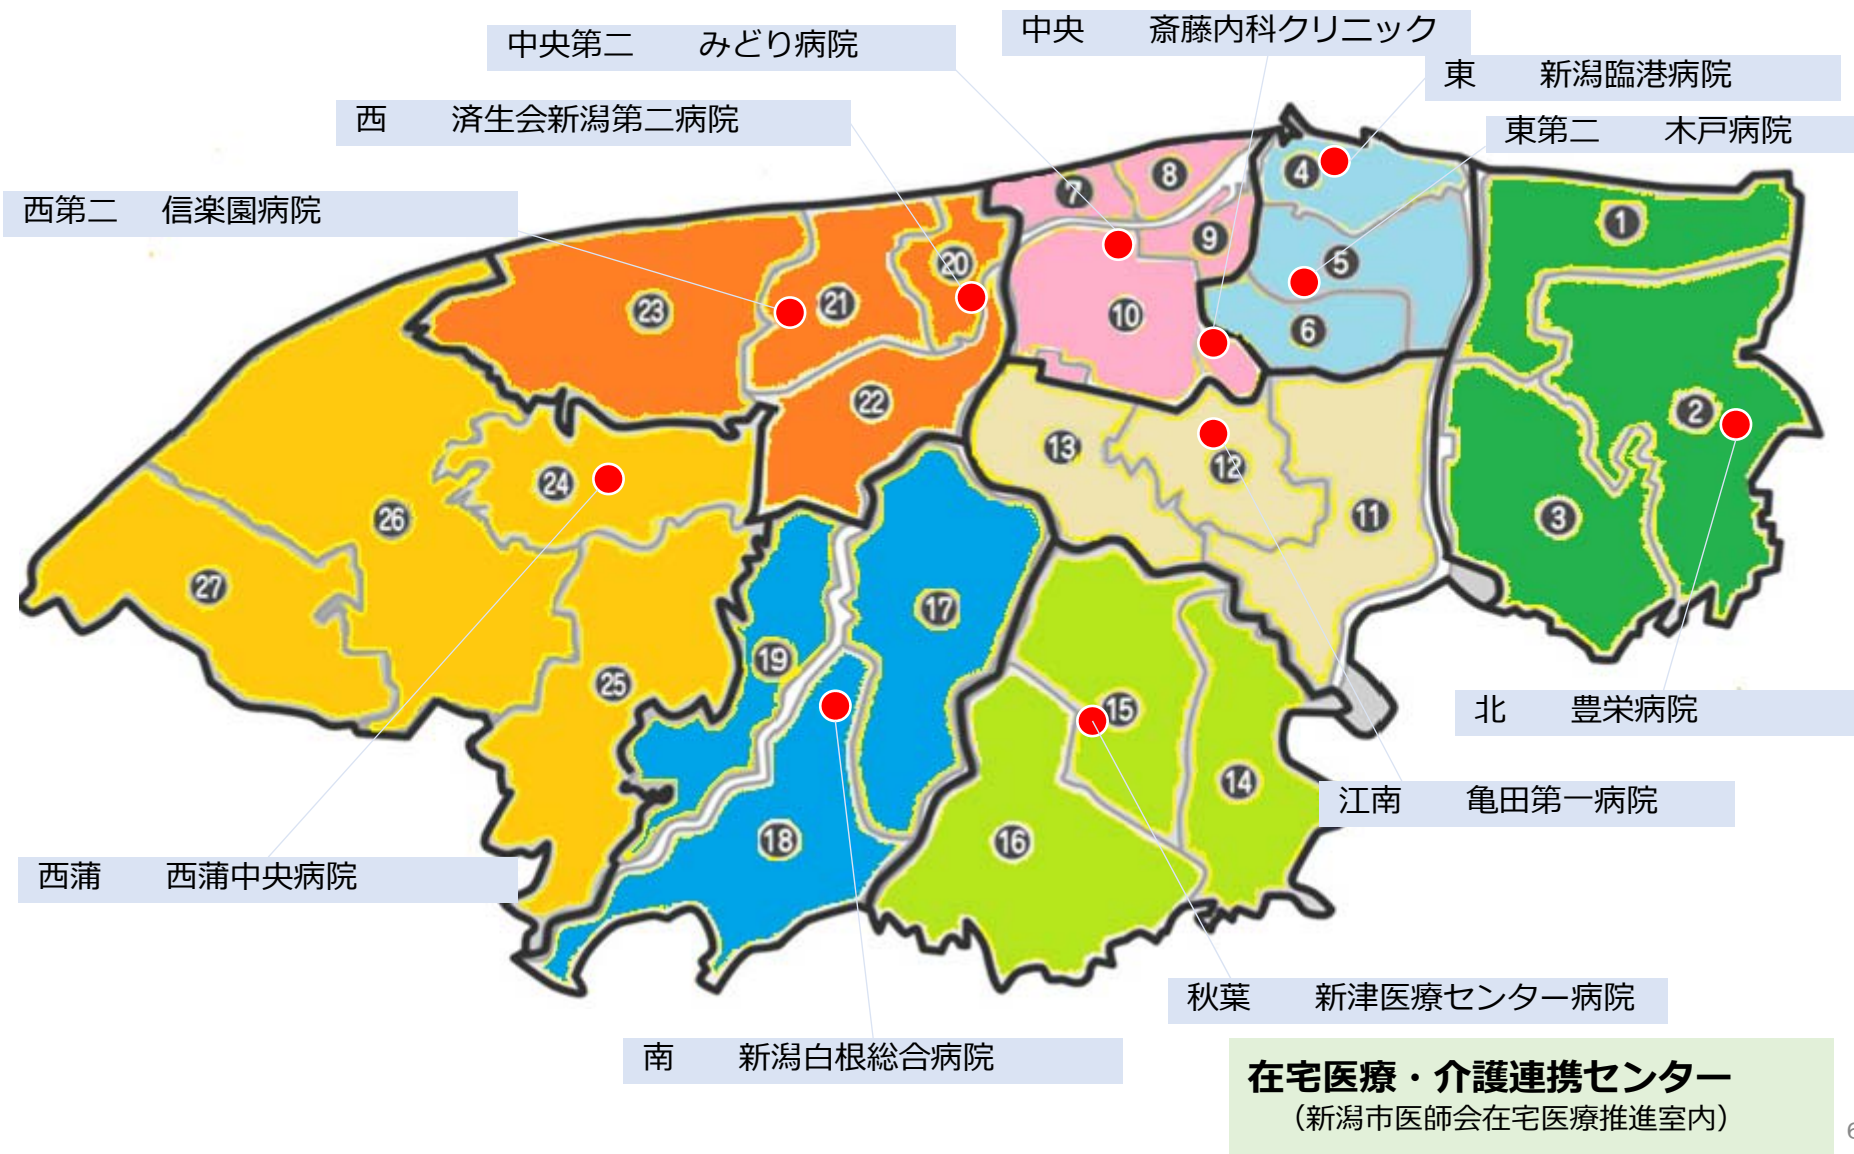 中央 斎藤内科クリニック
中央第二 みどり病院
東 新潟臨港病院
西 済生会新潟第二病院
東第二 木戸病院
西第二 信楽園病院
8
4
7
1
9
5
20
21
23
10
6
22
2
13
12
24
11
3
26
27
17
19
25
15
北 豊栄病院
14
江南 亀田第一病院
18
16
西蒲 西蒲中央病院
秋葉 新津医療センター病院
南 新潟白根総合病院
在宅医療・介護連携センター
（新潟市医師会在宅医療推進室内）
6